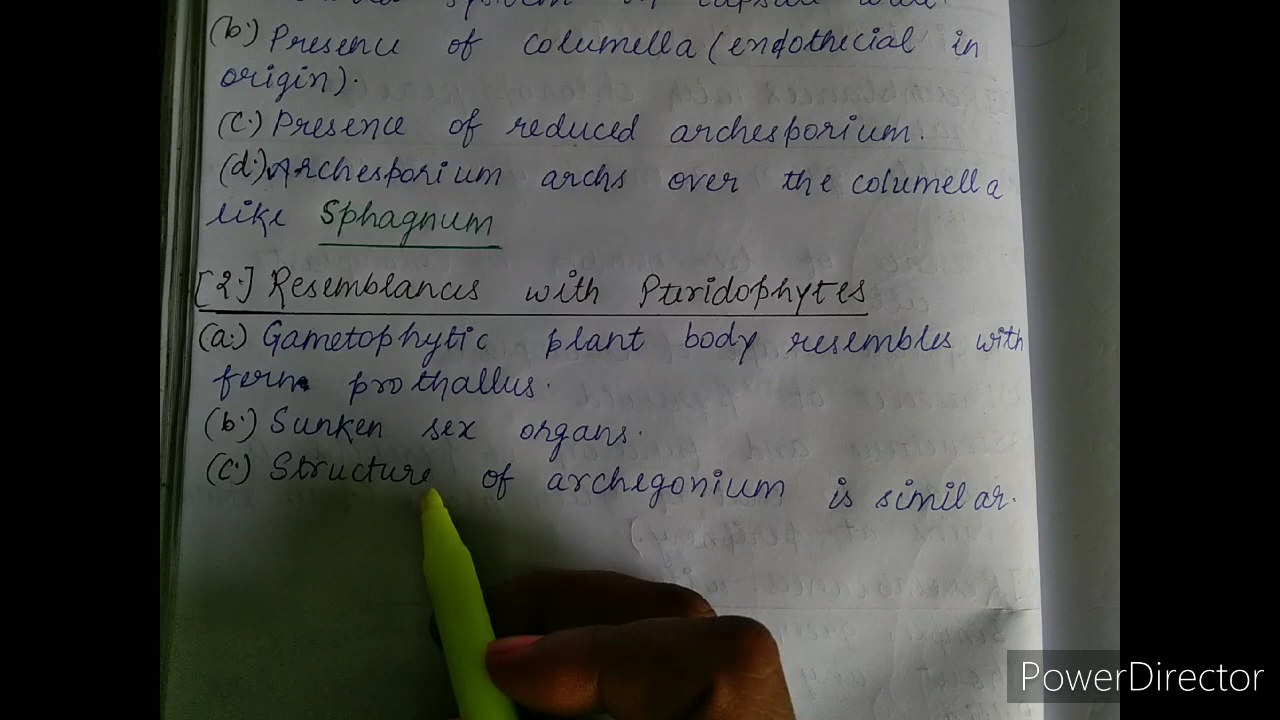 (b.) Presence of columella (endothecial in
origin).
(c.) Presence of reduced archesporium.
(d.) Archesporium archs over the columella
like Sphagnum
[2.] Resemblances with Pteridophytes
(a.) Gametophytic plant body resembles with
fern prothallus.
(b.) Sunken sex organs.
(c.) Structure of archegonium is similar.
PowerDirector